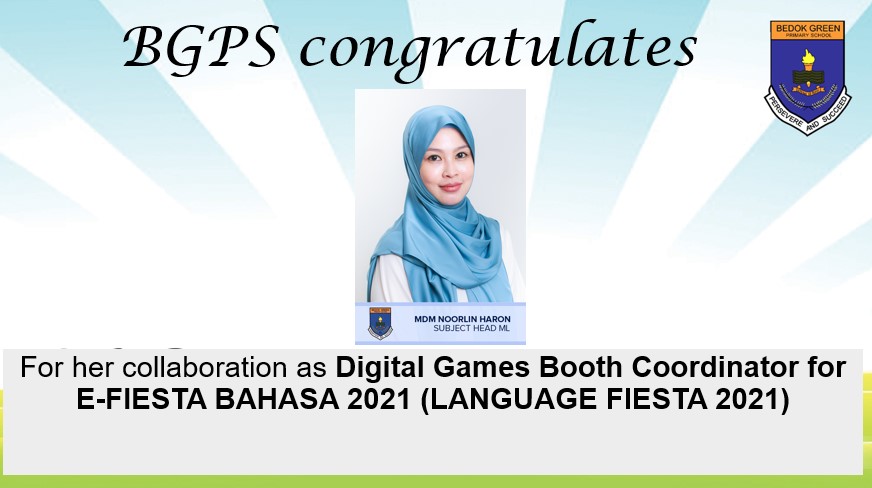 BGPS congratulates
BEDOK GREEN
PRIMARY SCHOOL
PERSEVERE AND SUCCEED
MDM NOORLIN HARON
SUBJECT HEAD ML
For her collaboration as Digital Games Booth Coordinator for
E-FIESTA BAHASA 2021 (LANGUAGE FIESTA 2021)